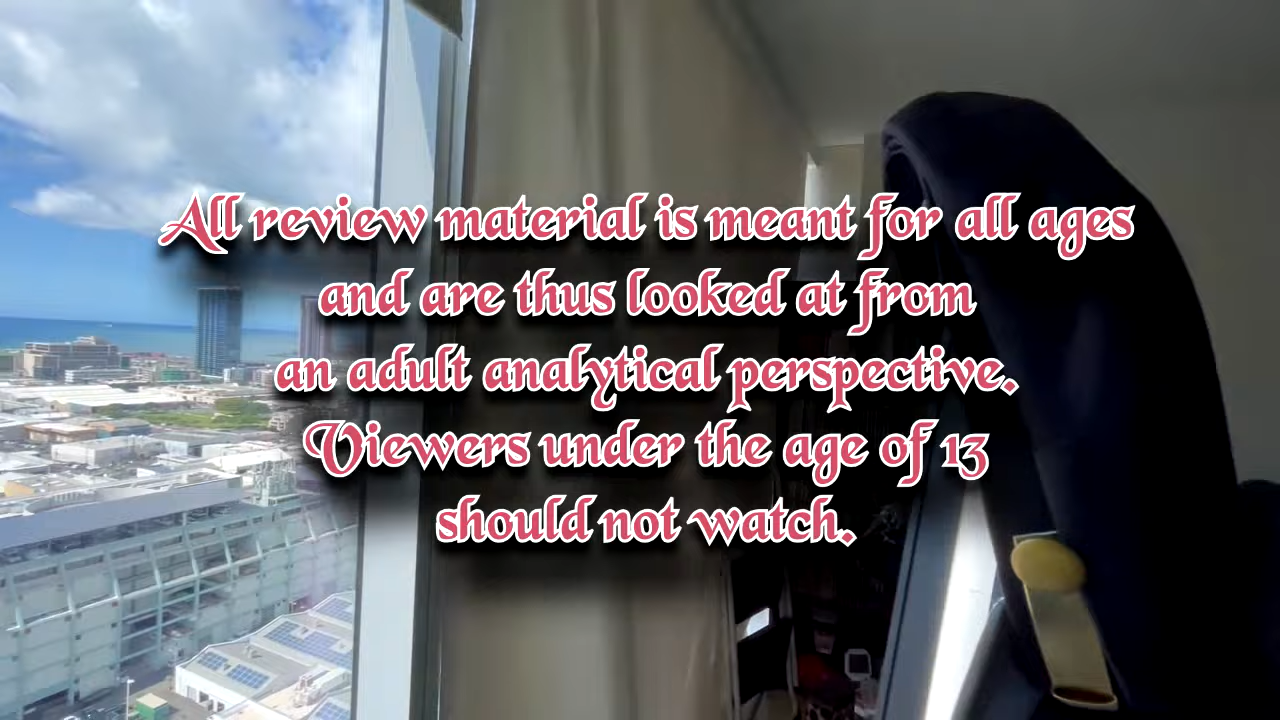 All review material is meant for all ages
and are thus looked at from
an adult analytical perspective.
Viewers under the age of 13
should not watch.